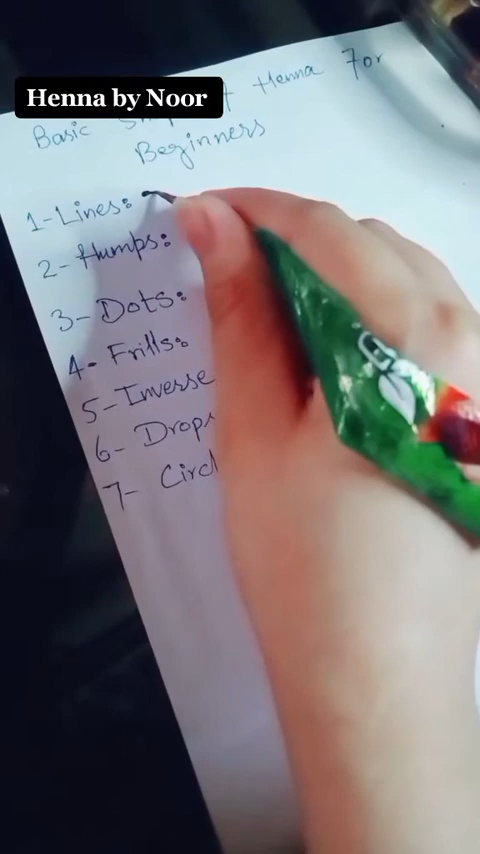 Henna by Noor
Basic Henna For
Beginners
1-Lines:
2-Humps:
3-Dots:
4-Frills:
5-Inverse
6-Drop
7-Circl